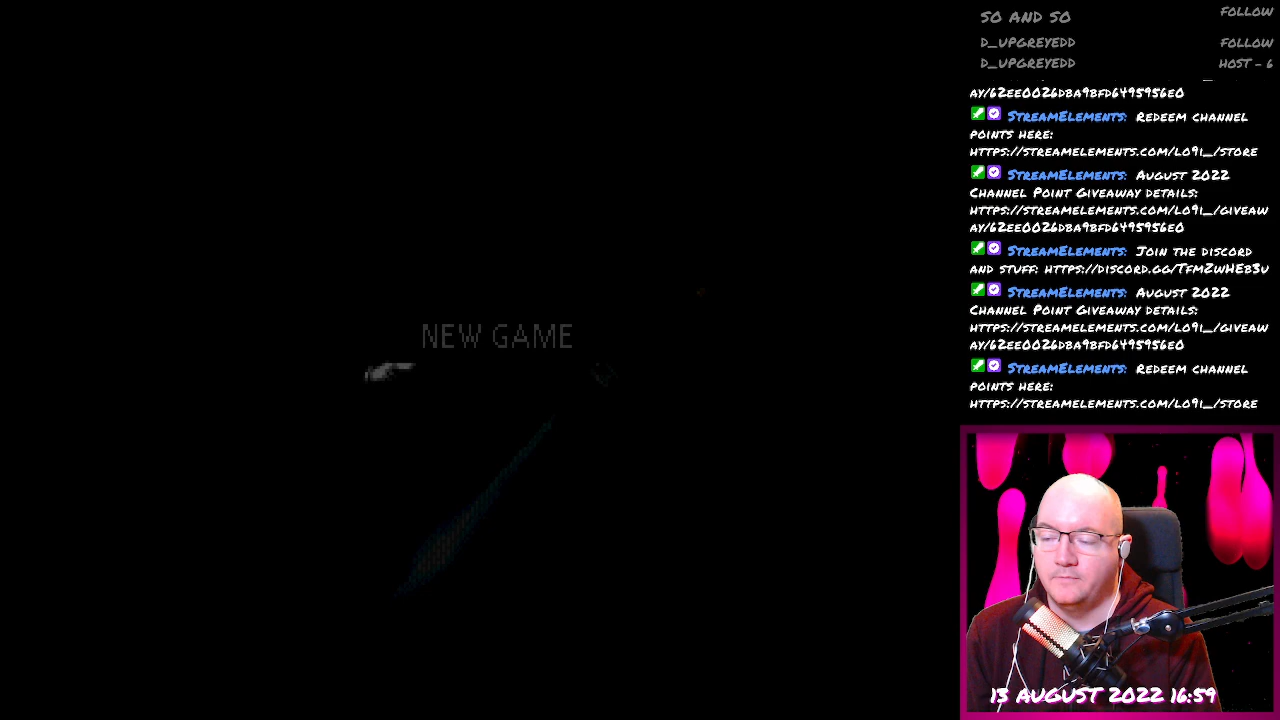 SO AND SO FOLLOW
D_UPGREYEDD FOLLOW
D_UPGREYEDD HOST - 6
AY/62EE0026DBA9BFD6495956E0
STREAMELEMENTS: REDEEM CHANNEL
POINTS HERE:
HTTPS://STREAMELEMENTS.COM/LO9I_/STORE
STREAMELEMENTS: AUGUST 2022
CHANNEL POINT GIVEAWAY DETAILS:
HTTPS://STREAMELEMENTS.COM/LO9I_/GIVEAW
AY/62EE0026DBA9BFD6495956E0
STREAMELEMENTS: JOIN THE DISCORD
AND STUFF: HTTPS://DISCORD.GG/TFMZWHEB3U
STREAMELEMENTS: AUGUST 2022
CHANNEL POINT GIVEAWAY DETAILS:
HTTPS://STREAMELEMENTS.COM/LO9I_/GIVEAW
AY/62EE0026DBA9BFD6495956E0
STREAMELEMENTS: REDEEM CHANNEL
POINTS HERE:
HTTPS://STREAMELEMENTS.COM/LO9I_/STORE
NEW GAME
13 AUGUST 2022 16:59